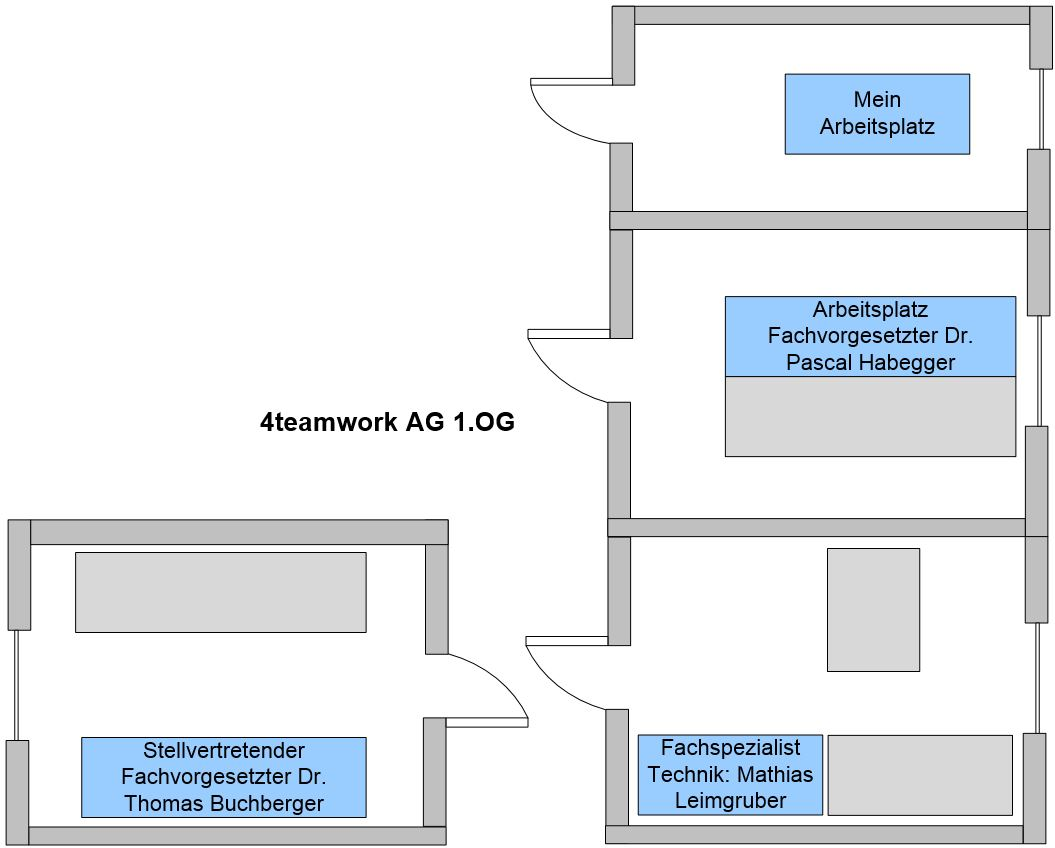 Mein
Arbeitsplatz
Arbeitsplatz
Fachvorgesetzter Dr.
Pascal Habegger
4teamwork AG 1.OG
Stellvertretender
Fachvorgesetzter Dr.
Thomas Buchberger
Fachspezialist
Technik: Mathias
Leimgruber